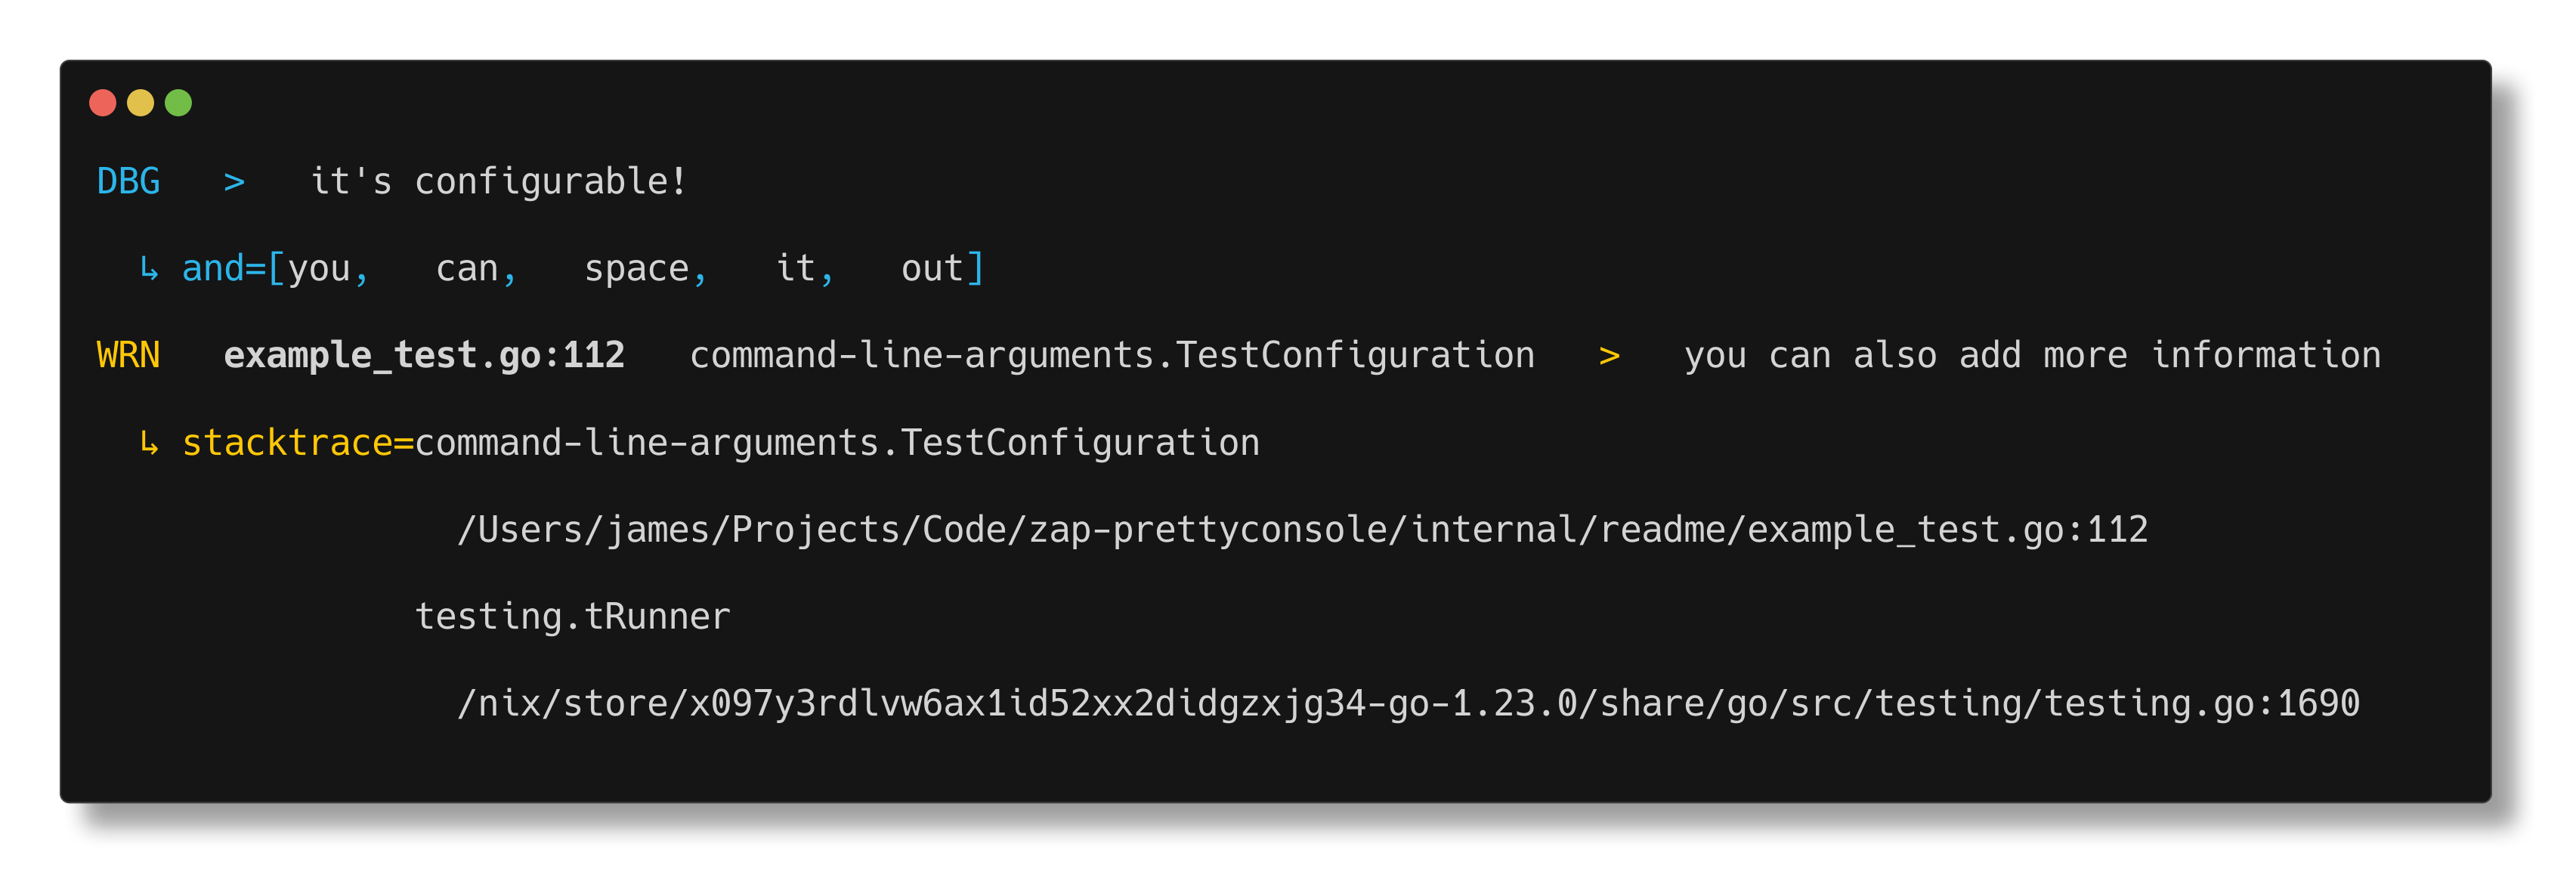 DBG   >   it's configurable!
  ↳ and=[you,   can,   space,   it,   out]
WRN   example_test.go:112   command-line-arguments.TestConfiguration   >   you can also add more information
  ↳ stacktrace=command-line-arguments.TestConfiguration
                 /Users/james/Projects/Code/zap-prettyconsole/internal/readme/example_test.go:112
               testing.tRunner
                 /nix/store/x097y3rdlvw6ax1id52xx2didgzxjg34-go-1.23.0/share/go/src/testing/testing.go:1690